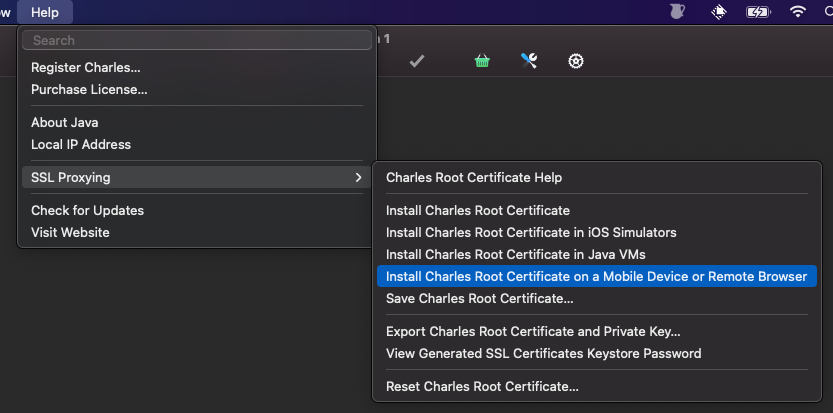 Help
Search
1
Register Charles...
Purchase License...
About Java
Local IP Address
SSL Proxying
Charles Root Certificate Help
Check for Updates
Install Charles Root Certificate
Visit Website
Install Charles Root Certificate in iOS Simulators
Install Charles Root Certificate in Java VMs
Install Charles Root Certificate on a Mobile Device or Remote Browser
Save Charles Root Certificate...
Export Charles Root Certificate and Private Key...
View Generated SSL Certificates Keystore Password
Reset Charles Root Certificate...